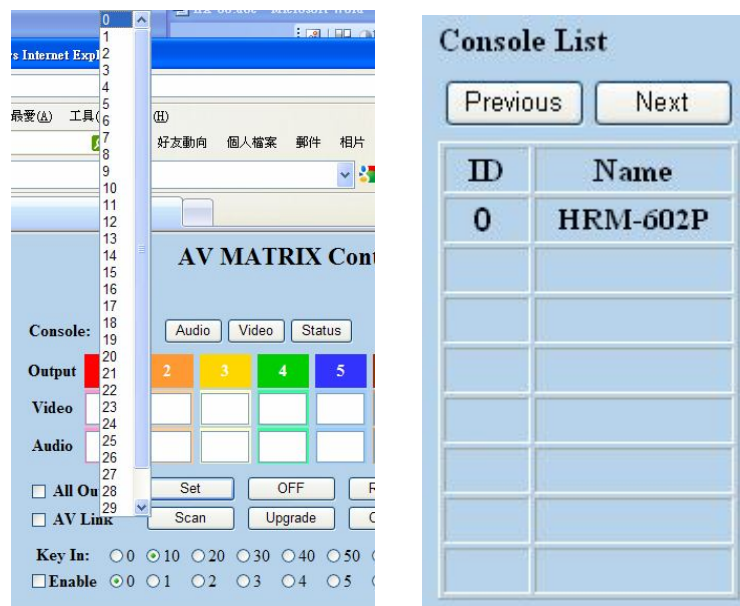 0
1
s Internet Expl 2
3
4
5
最愛(A) 工具( 6 (H)
7 好友動向 個人檔案 郵件 相片
8
9
10
11
12
13
14 AV MATRIX Cont
15
16
17
Console: 18 Audio Video Status
19
20
Output 21 2 3 4 5
22
Video 23
24
Audio 25
26
27
All Ou 28 Set OFF R
29
AV Link Scan Upgrade
Key In: 0 10 20 30 40 50
Enable 0 1 2 3 4 5
Console List
Previous Next
ID Name
0 HRM-602P